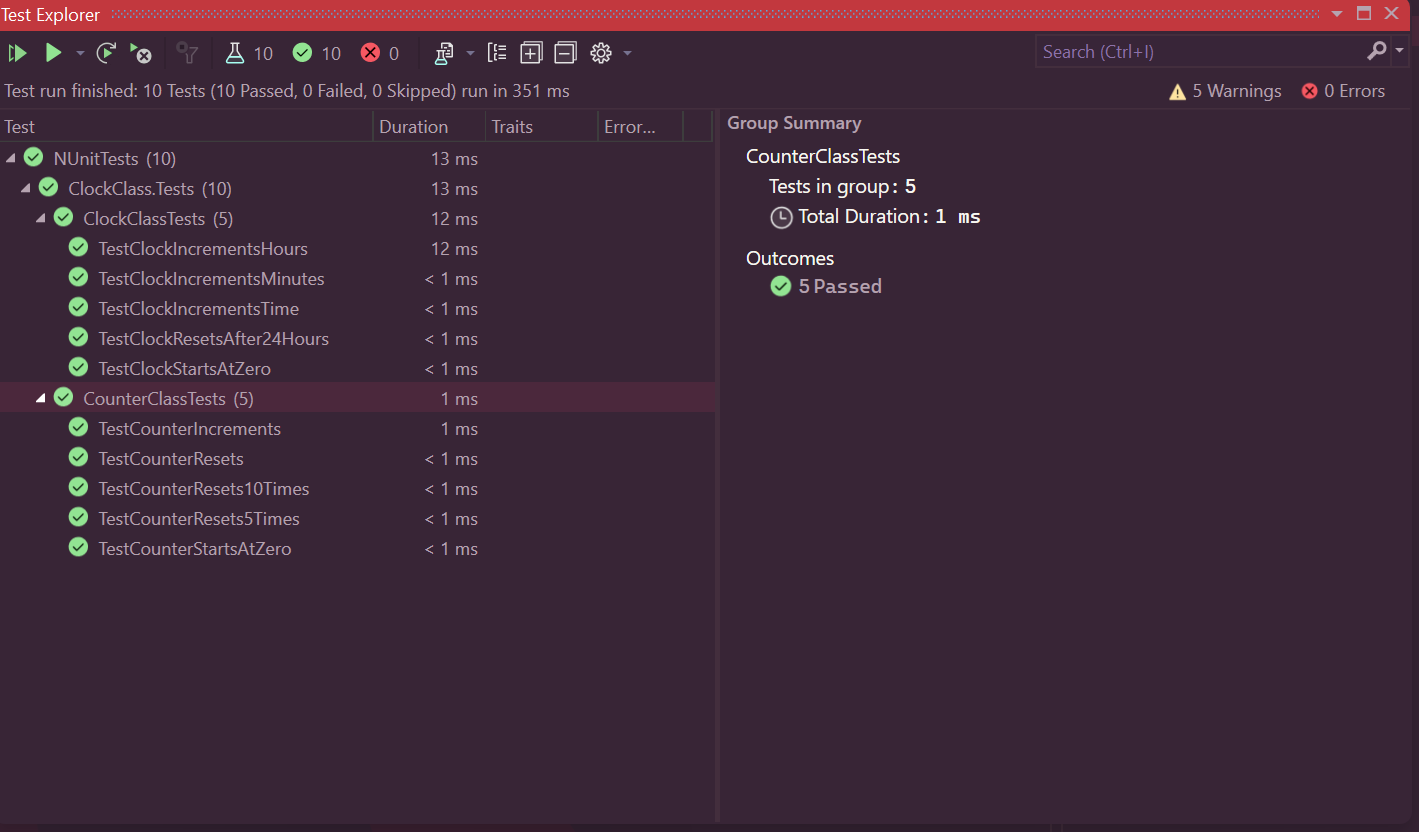 Test Explorer
10 10 0
Search (Ctrl+I)
Test run finished: 10 Tests (10 Passed, 0 Failed, 0 Skipped) run in 351 ms
5 Warnings 0 Errors
Test Duration Traits Error...
NUnitTests (10) 13 ms
ClockClass.Tests (10) 13 ms
ClockClassTests (5) 12 ms
TestClockIncrementsHours 12 ms
TestClockIncrementsMinutes < 1 ms
TestClockIncrementsTime < 1 ms
TestClockResetsAfter24Hours < 1 ms
TestClockStartsAtZero < 1 ms
CounterClassTests (5) 1 ms
TestCounterIncrements 1 ms
TestCounterResets < 1 ms
TestCounterResets10Times < 1 ms
TestCounterResets5Times < 1 ms
TestCounterStartsAtZero < 1 ms
Group Summary
CounterClassTests
Tests in group: 5
Total Duration: 1 ms
Outcomes
5 Passed